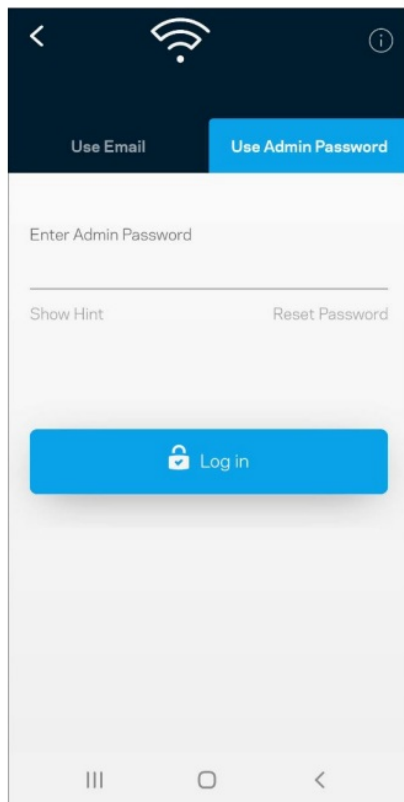 Use Email
Use Admin Password
Enter Admin Password
Show Hint
Reset Password
Log in